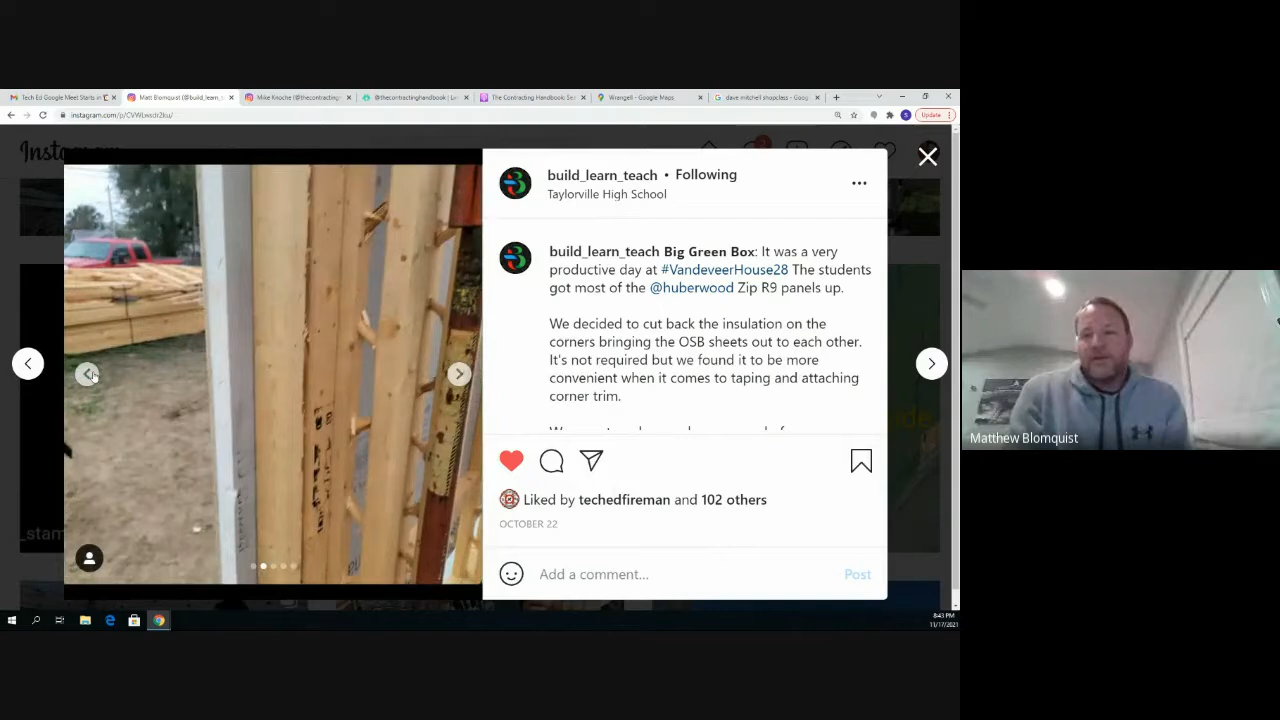 Tech Ed Google Meet Starts in
Matt Blomquist (@build_learn_
Mike Knoche (@thecontracting
@thecontractinghandbook | Lin
The Contracting Handbook: Se
Wrangell - Google Maps
dave mitchell shopclass - Goog
instagram.com/p/CVWLwsdt2ku/
Update
Instagram
build_learn_teach • Following
Taylorville High School
build_learn_teach Big Green Box: It was a very
productive day at #VandeveerHouse28 The students
got most of the @huberwood Zip R9 panels up.
We decided to cut back the insulation on the
corners bringing the OSB sheets out to each other.
It's not required but we found it to be more
convenient when it comes to taping and attaching
corner trim.
Liked by techedfireman and 102 others
OCTOBER 22
Add a comment...
Post
_stam
8:43 PM
11/17/2021
Matthew Blomquist